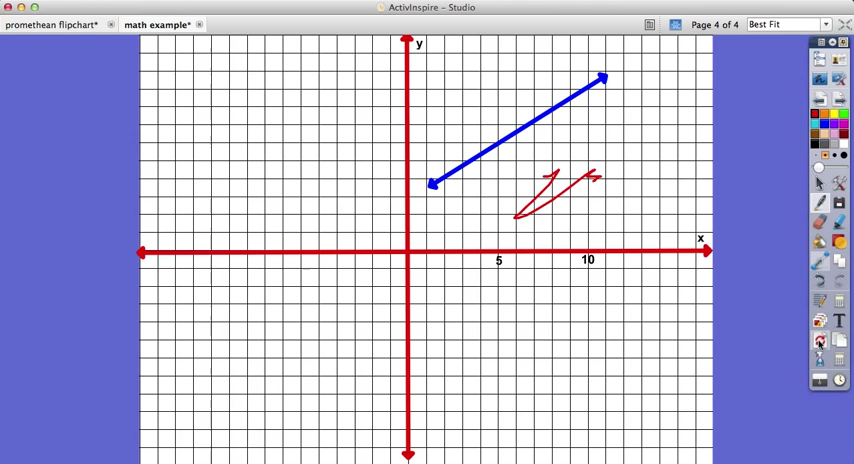 ActivInspire – Studio
promethean flipchart*
math example*
Page 4 of 4
Best Fit
y
x
5
10
T